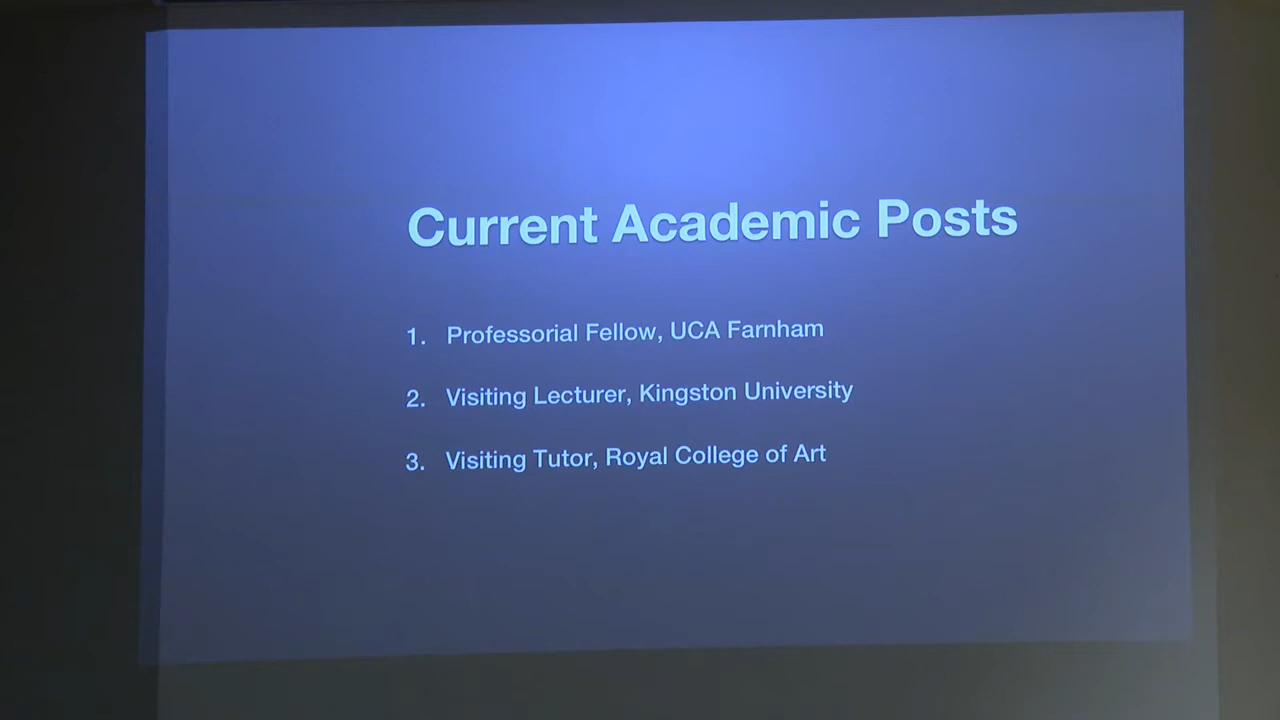 Current Academic Posts
1. Professorial Fellow, UCA Farnham
2. Visiting Lecturer, Kingston University
3. Visiting Tutor, Royal College of Art